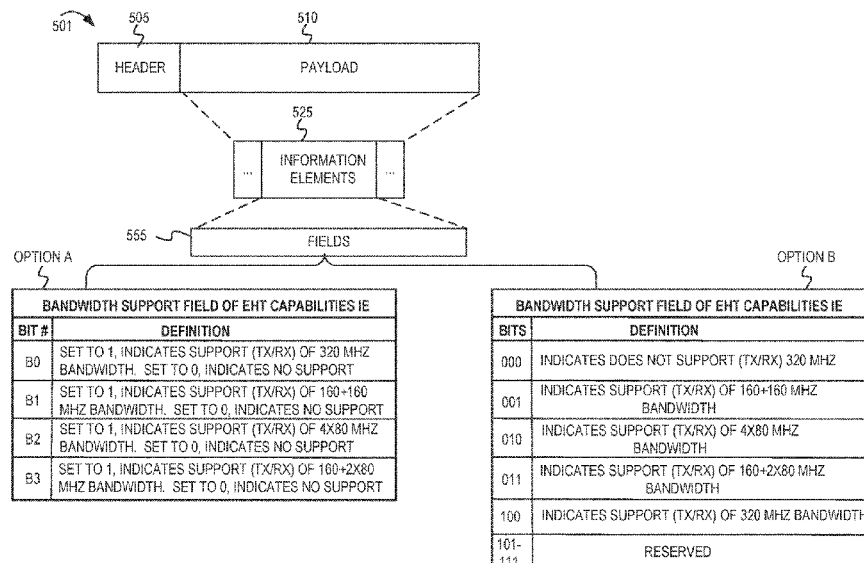 501
505
510
HEADER
PAYLOAD
525
...
INFORMATION
ELEMENTS
...
555
FIELDS
OPTION A
BANDWIDTH SUPPORT FIELD OF EHT CAPABILITIES IE
BIT #
DEFINITION
B0
SET TO 1, INDICATES SUPPORT (TX/RX) OF 320 MHZ
BANDWIDTH. SET TO 0, INDICATES NO SUPPORT
B1
SET TO 1, INDICATES SUPPORT (TX/RX) OF 160+160
MHZ BANDWIDTH. SET TO 0, INDICATES NO SUPPORT
B2
SET TO 1, INDICATES SUPPORT (TX/RX) OF 4X80 MHZ
BANDWIDTH. SET TO 0, INDICATES NO SUPPORT
B3
SET TO 1, INDICATES SUPPORT (TX/RX) OF 160+2X80
MHZ BANDWIDTH. SET TO 0, INDICATES NO SUPPORT
OPTION B
BANDWIDTH SUPPORT FIELD OF EHT CAPABILITIES IE
BITS
DEFINITION
000
INDICATES DOES NOT SUPPORT (TX/RX) 320 MHZ
001
INDICATES SUPPORT (TX/RX) OF 160+160 MHZ
BANDWIDTH
010
INDICATES SUPPORT (TX/RX) OF 4X80 MHZ
BANDWIDTH
011
INDICATES SUPPORT (TX/RX) OF 160+2X80 MHZ
BANDWIDTH
100
INDICATES SUPPORT (TX/RX) OF 320 MHZ BANDWIDTH
101-
111
RESERVED